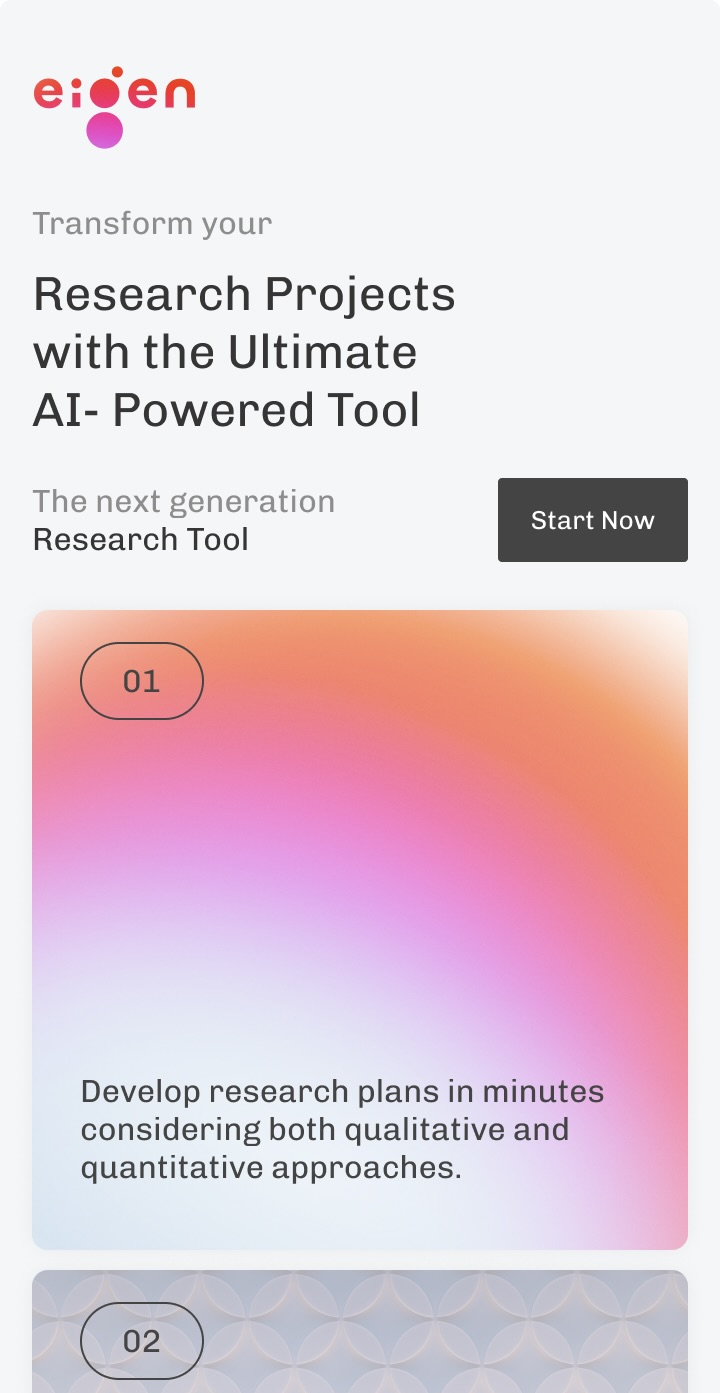 eigen
Transform your
Research Projects
with the Ultimate
AI- Powered Tool
The next generation
Research Tool
Start Now
01
Develop research plans in minutes
considering both qualitative and
quantitative approaches.
02